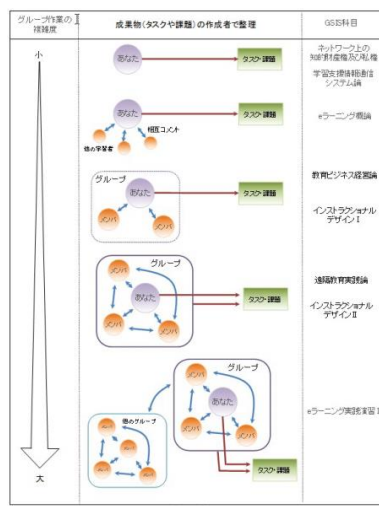 グループ作業の
複雑度
成果物(タスクや課題)の作成者で整理
GSIS科目
小
あなた
タスク・課題
ネットワーク上の
知的財産権及び私権
学習支援情報通信
システム論
あなた
タスク・課題
eラーニング概論
相互コメント
他の学習者
グループ
あなた
タスク・課題
メンバ
メンバ
教育ビジネス経営論
インストラクショナル
デザインⅠ
グループ
メンバ
あなた
メンバ
メンバ
タスク・課題
遠隔教育実践論
インストラクショナル
デザインⅡ
グループ
メンバ
あなた
メンバ
メンバ
他のグループ
メンバ
メンバ
メンバ
メンバ
タスク・課題
eラーニング実践演習Ⅰ
大